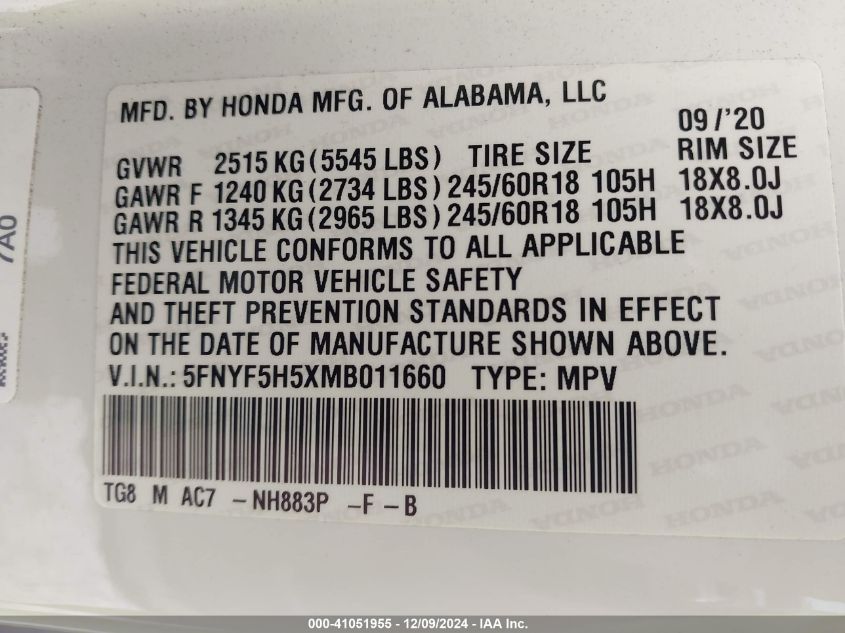 MFD. BY HONDA MFG. OF ALABAMA, LLC
09/'20
GVWR 2515 KG (5545 LBS) TIRE SIZE RIM SIZE
GAWR F 1240 KG (2734 LBS) 245/60R18 105H 18X8.0J
GAWR R 1345 KG (2965 LBS) 245/60R18 105H 18X8.0J
THIS VEHICLE CONFORMS TO ALL APPLICABLE
FEDERAL MOTOR VEHICLE SAFETY
AND THEFT PREVENTION STANDARDS IN EFFECT
ON THE DATE OF MANUFACTURE SHOWN ABOVE.
V.I.N.: 5FNYF5H5XMB011660 TYPE: MPV
TG8 M AC7 -NH883P -F -B
7A0
000-41051955 - 12/09/2024 - IAA Inc.